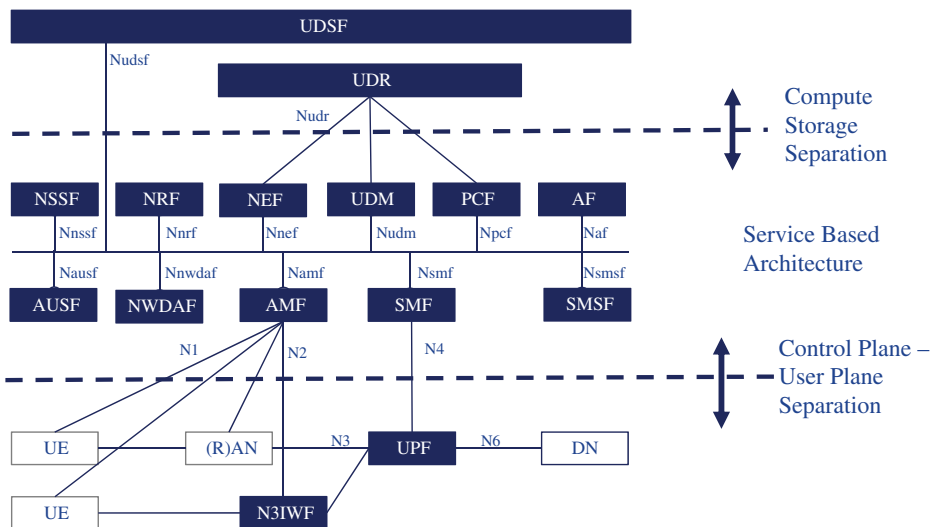 UDSF
Nudsf
UDR
Nudr
Compute
Storage
Separation
NSSF
NRF
NEF
UDM
PCF
AF
Nnssf
Nnrf
Nnef
Nudm
Npcf
Naf
Service Based
Architecture
Nausf
Nnwdaf
Namf
Nsmf
Nsmsf
AUSF
NWDAF
AMF
SMF
SMSF
N1
N2
N4
Control Plane –
User Plane
Separation
UE
(R)AN
N3
UPF
N6
DN
UE
N3IWF